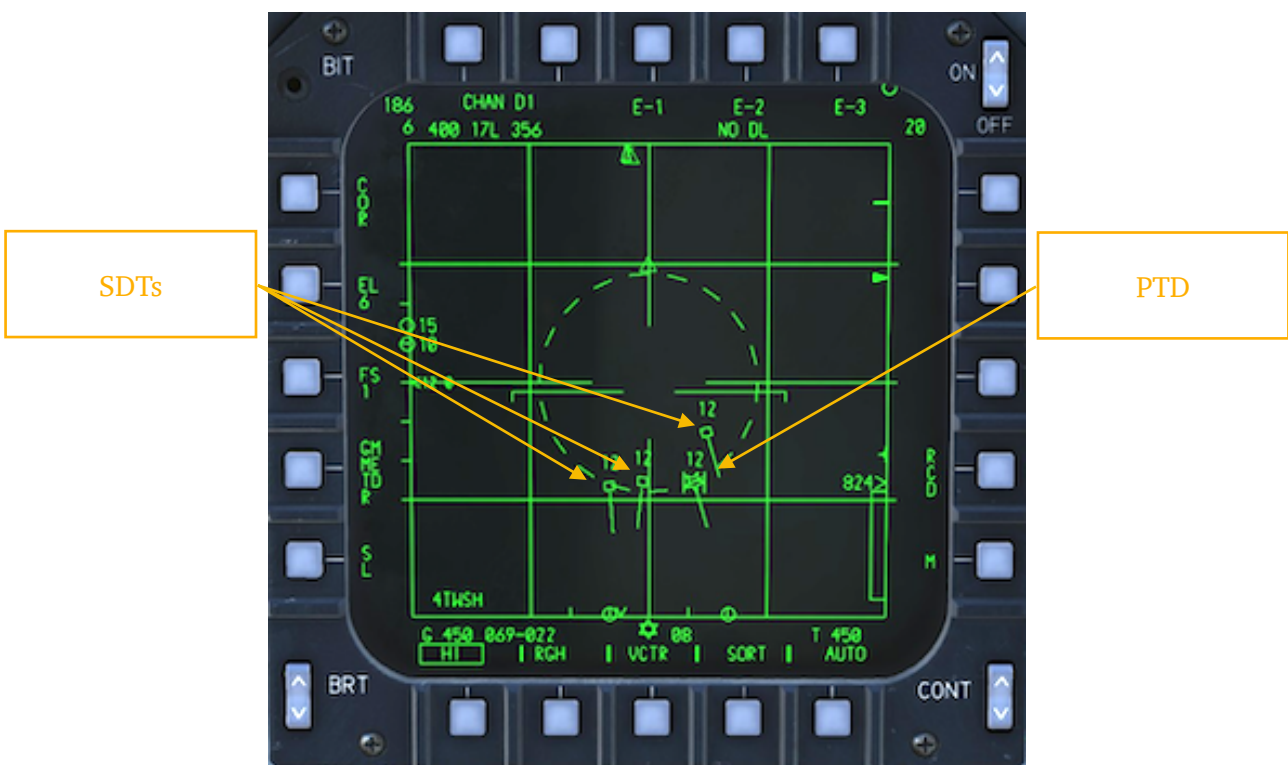 BIT
ON
OFF
186 CHAN D1 E-1 E-2 E-3
6 400 17L 356 NO DL 20
COR
SDTs
PTD
EL
6
15
10
FS
1
12
12 12 12
CM
R
RCD
824>
SL
M
4TWSH
G 450 069-022 08 T 450
HI RGH VCTR SORT AUTO
BRT
CONT